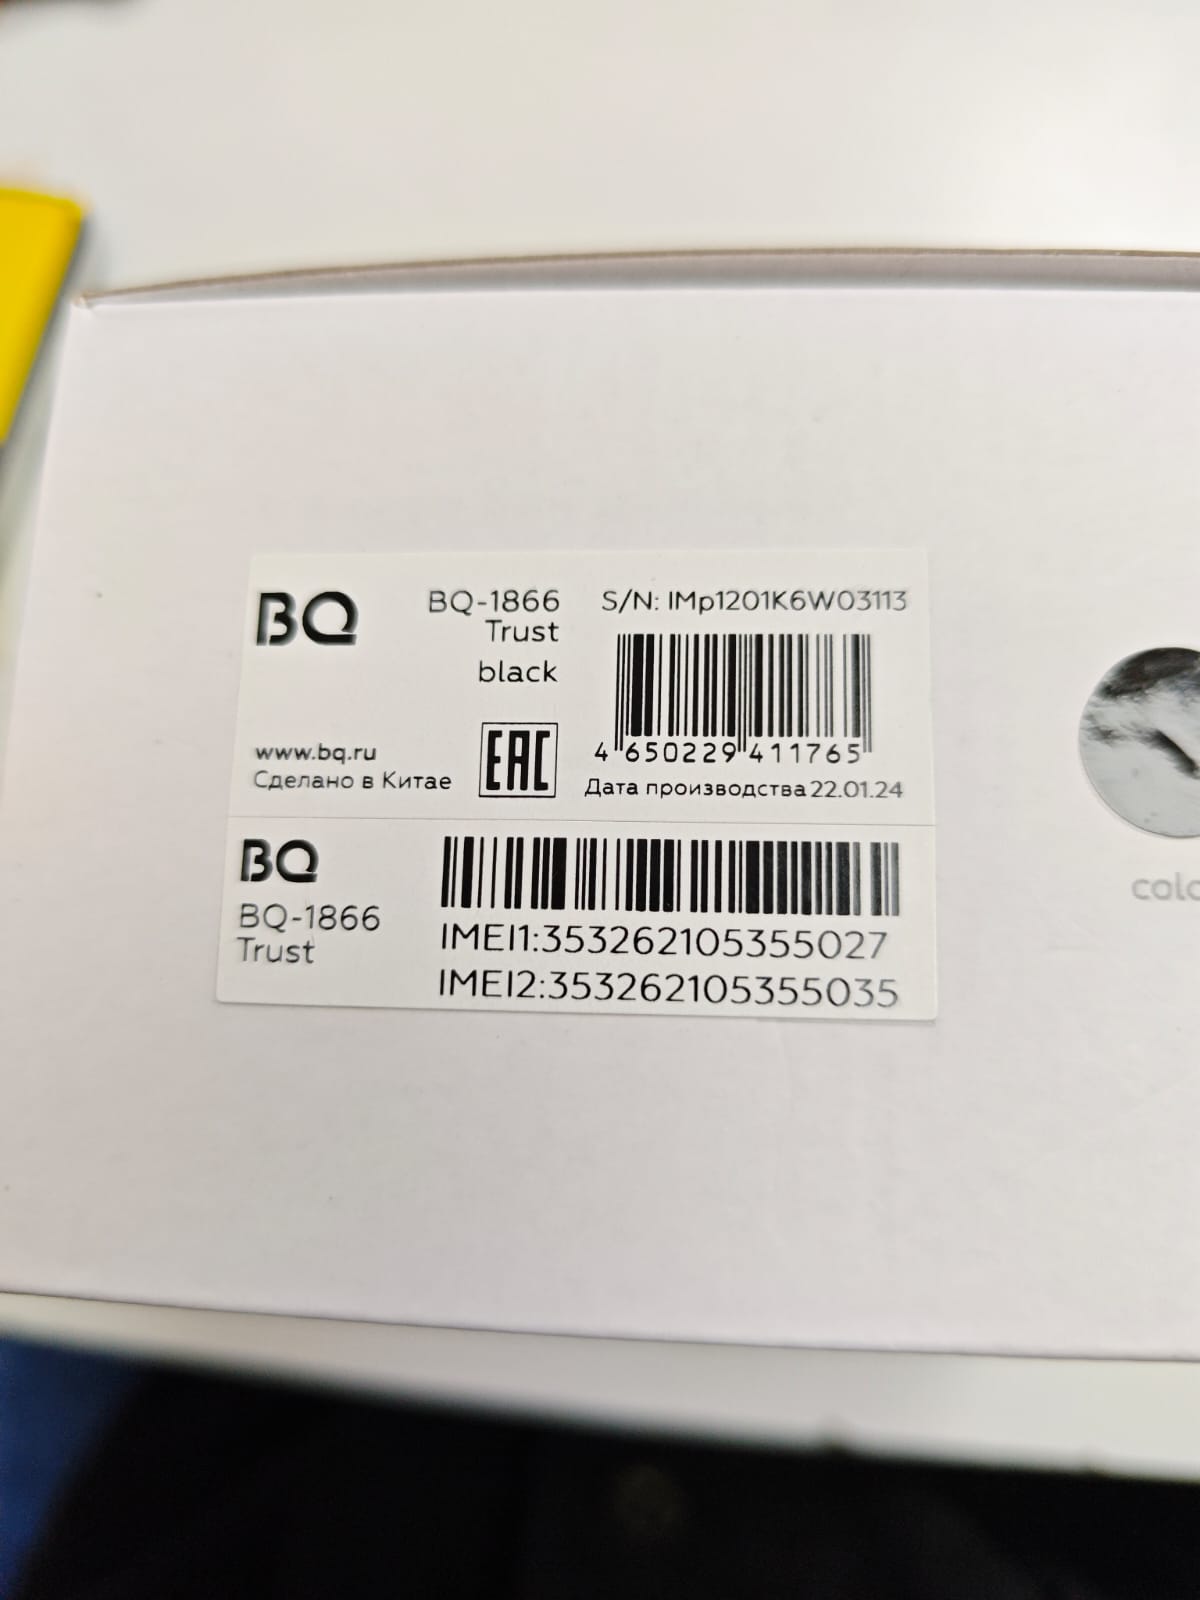 BQ
BQ-1866
Trust
black
www.bq.ru
Сделано в Китае
EAC
S/N: IMp1201K6W03113
4 650229 411765
Дата производства 22.01.24
BQ
BQ-1866
Trust
IMEI1:353262105355027
IMEI2:353262105355035